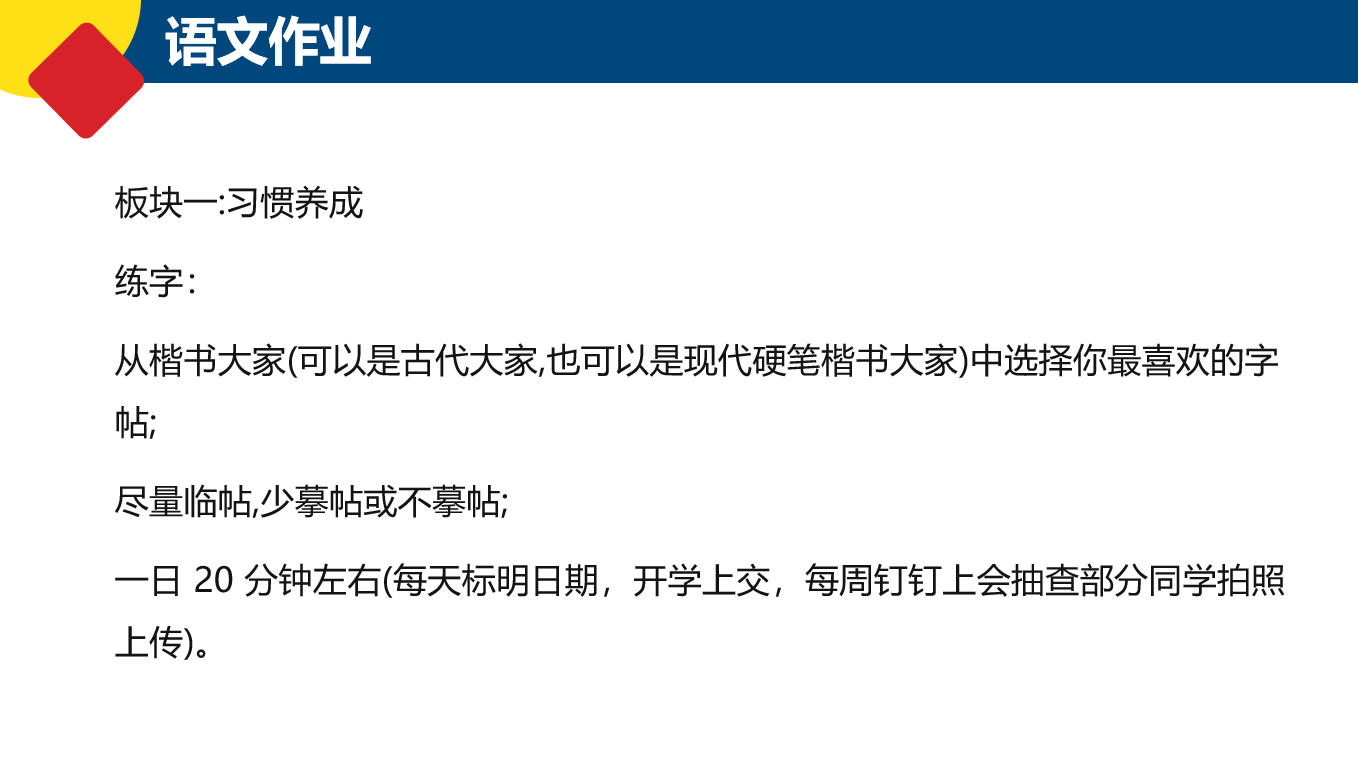 语文作业
板块一:习惯养成
练字：
从楷书大家(可以是古代大家,也可以是现代硬笔楷书大家)中选择你最喜欢的字
帖;
尽量临帖,少摹帖或不摹帖;
一日 20 分钟左右(每天标明日期，开学上交，每周钉钉上会抽查部分同学拍照
上传)。